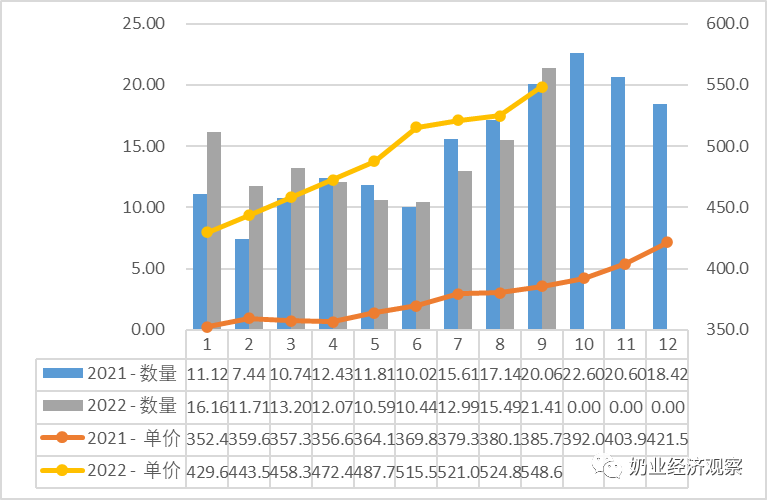 25.00 600.0
20.00 550.0
15.00 500.0
10.00 450.0
5.00 400.0
0.00 350.0
1 2 3 4 5 6 7 8 9 10 11 12
2021 - 数量 11.12 7.44 10.74 12.43 11.81 10.02 15.61 17.14 20.06 22.60 20.60 18.42
2022 - 数量 16.16 11.71 13.20 12.07 10.59 10.44 12.99 15.49 21.41 0.00 0.00 0.00
2021 - 单价 352.4 359.6 357.3 356.6 364.1 369.8 379.3 380.1 385.7 392.0 403.9 421.5
2022 - 单价 429.6 443.5 458.3 472.4 487.7 515.5 521.0 524.8 548.6
奶业经济观察